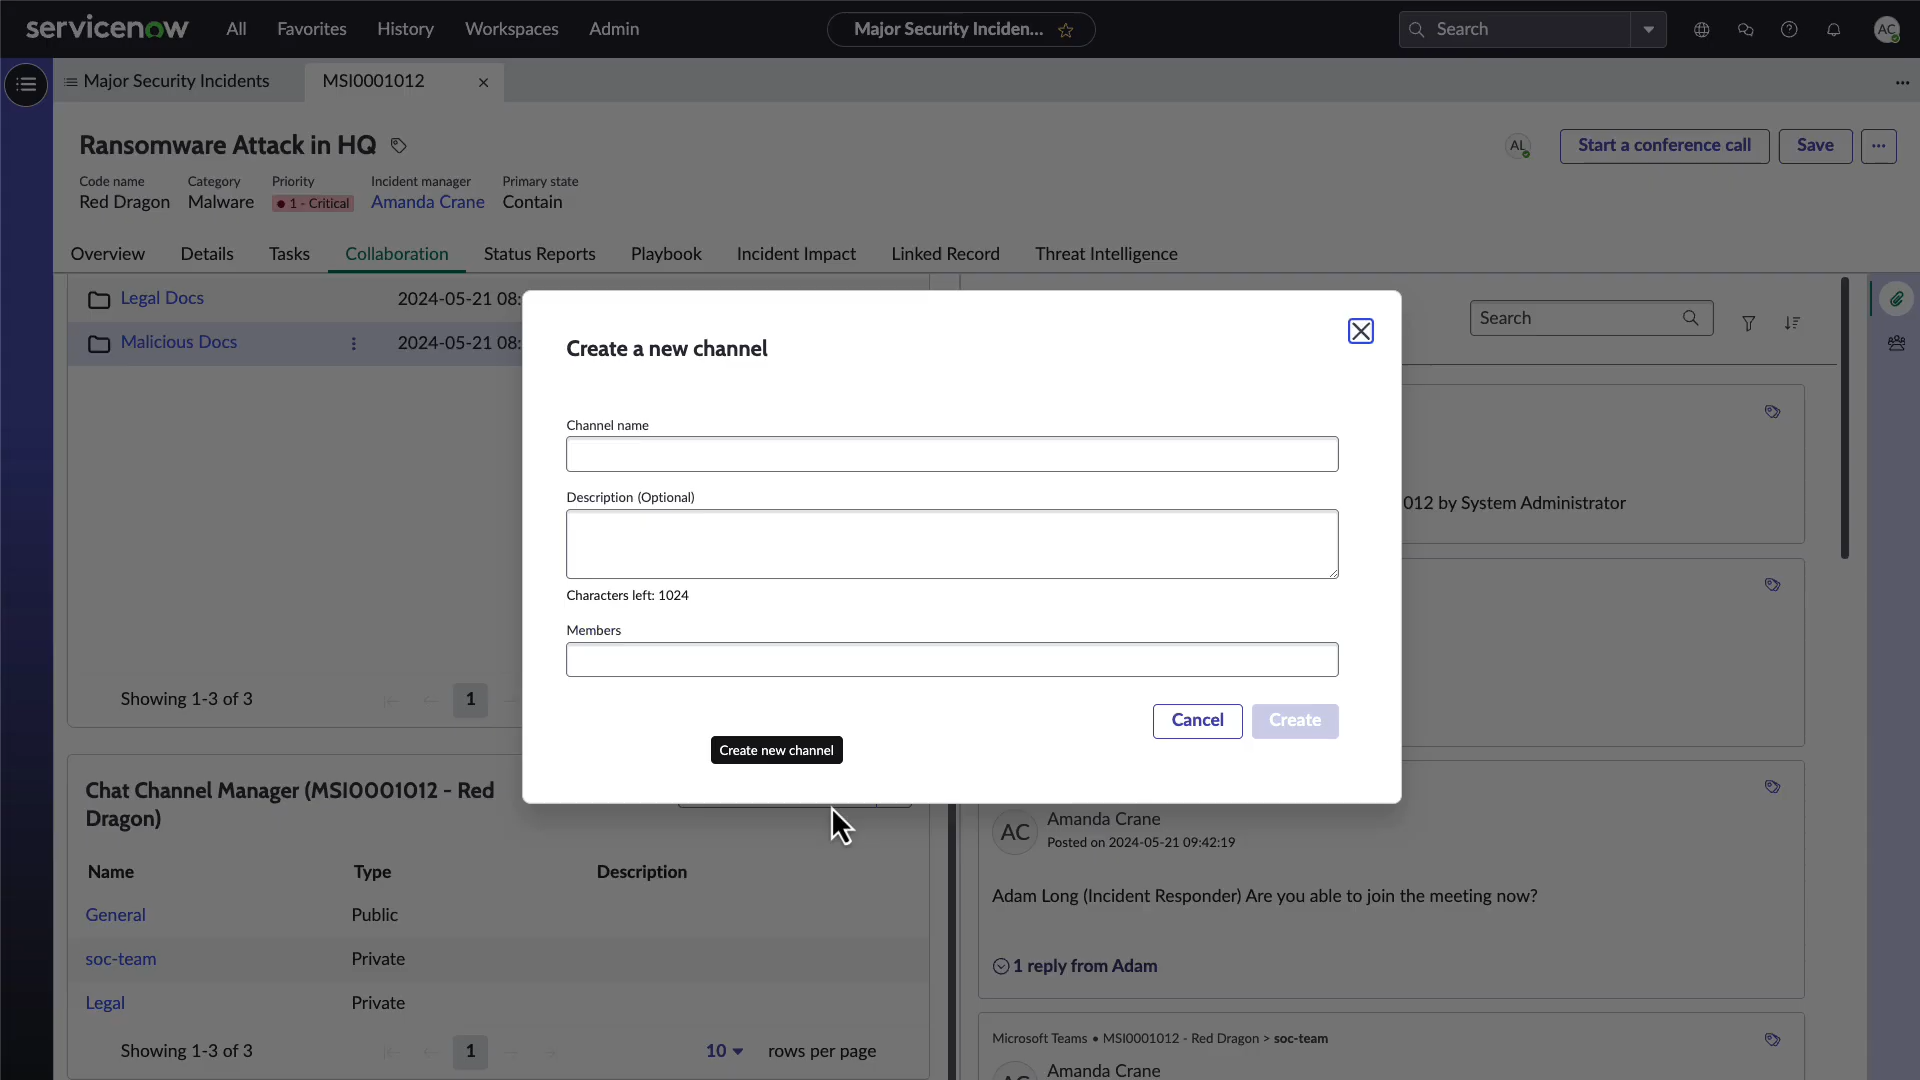 servicenow
All
Favorites
History
Workspaces
Admin
Major Security Inciden...
Search
AC
Major Security Incidents
MSI0001012
Ransomware Attack in HQ
AL
Start a conference call
Save
Code name
Red Dragon
Category
Malware
Priority
1 - Critical
Incident manager
Amanda Crane
Primary state
Contain
Overview
Details
Tasks
Collaboration
Status Reports
Playbook
Incident Impact
Linked Record
Threat Intelligence
Legal Docs
2024-05-21 08:
Malicious Docs
2024-05-21 08:
Showing 1-3 of 3
1
Create a new channel
Channel name
Description (Optional)
Characters left: 1024
Members
Cancel
Create
Create new channel
Chat Channel Manager (MSI0001012 - Red
Dragon)
Name
Type
Description
General
Public
soc-team
Private
Legal
Private
Showing 1-3 of 3
1
10
rows per page
Search
012 by System Administrator
AC
Amanda Crane
Posted on 2024-05-21 09:42:19
Adam Long (Incident Responder) Are you able to join the meeting now?
1 reply from Adam
Microsoft Teams • MSI0001012 - Red Dragon > soc-team
AC
Amanda Crane